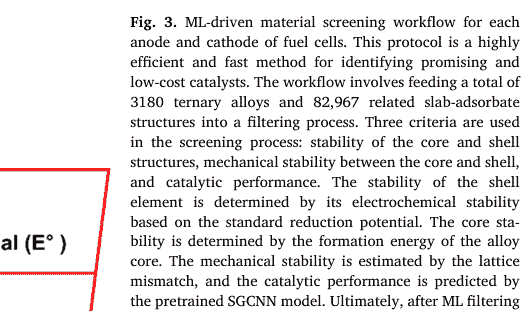 Fig. 3. ML-driven material screening workflow for each
anode and cathode of fuel cells. This protocol is a highly
efficient and fast method for identifying promising and
low-cost catalysts. The workflow involves feeding a total of
3180 ternary alloys and 82,967 related slab-adsorbate
structures into a filtering process. Three criteria are used
in the screening process: stability of the core and shell
structures, mechanical stability between the core and shell,
and catalytic performance. The stability of the shell
element is determined by its electrochemical stability
based on the standard reduction potential. The core sta-
bility is determined by the formation energy of the alloy
core. The mechanical stability is estimated by the lattice
mismatch, and the catalytic performance is predicted by
the pretrained SGCNN model. Ultimately, after ML filtering
al (E° )